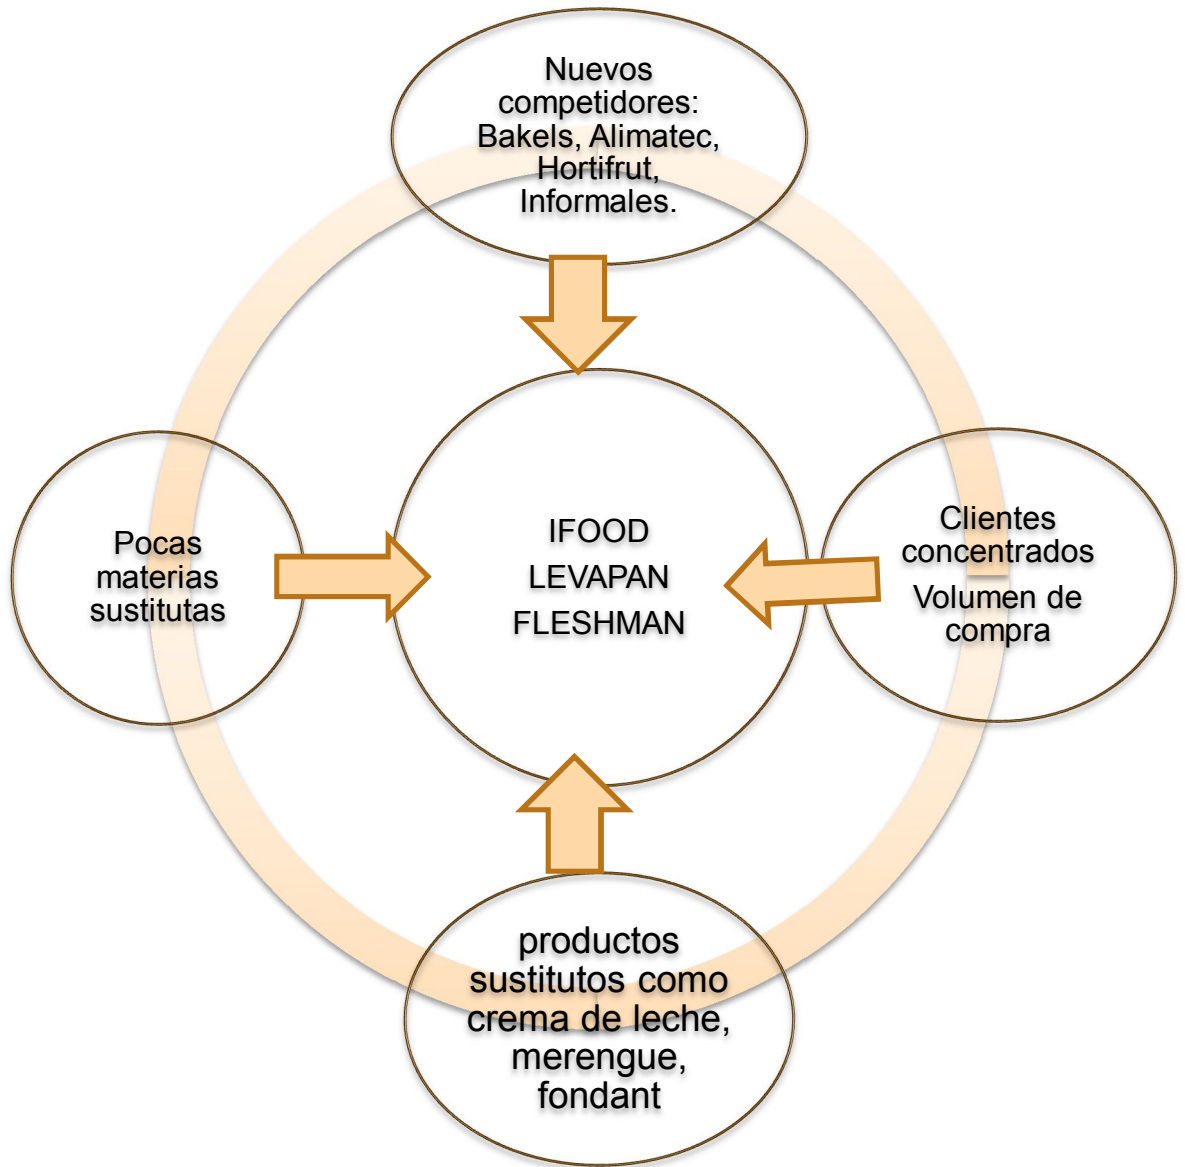 Nuevos
competidores:
Bakels, Alimatec,
Hortifrut,
Informales.
Pocas
materias
sustitutas
IFOOD
LEVAPAN
FLESHMAN
Clientes
concentrados
Volumen de
compra
productos
sustitutos como
crema de leche,
merengue,
fondant